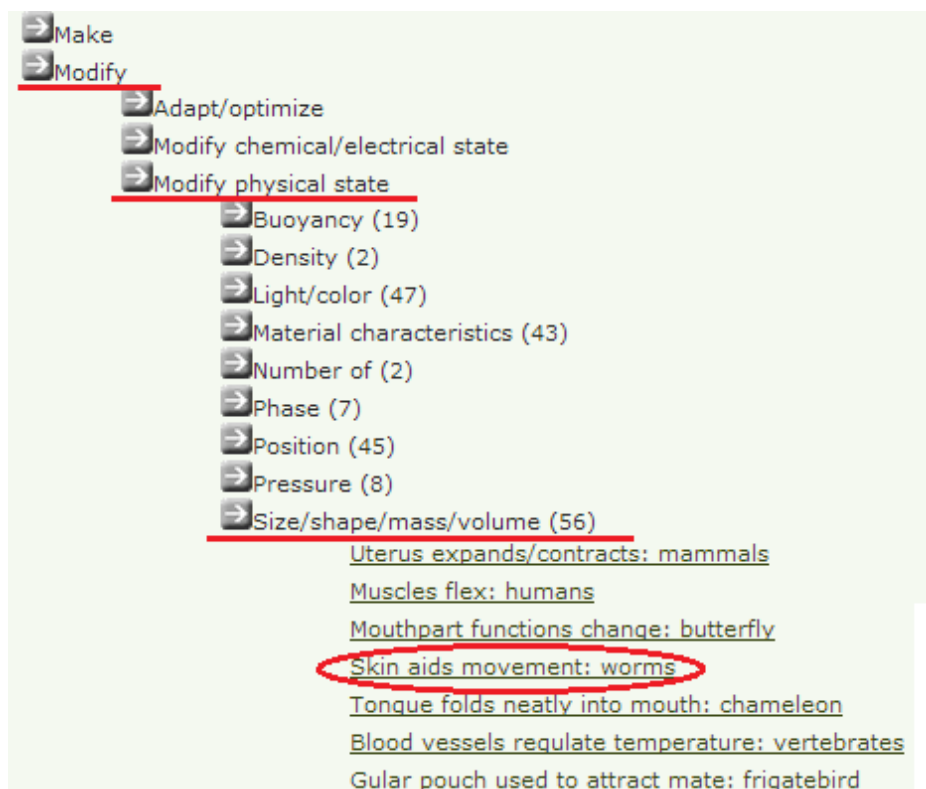 Make
Modify
Adapt/optimize
Modify chemical/electrical state
Modify physical state
Buoyancy (19)
Density (2)
Light/color (47)
Material characteristics (43)
Number of (2)
Phase (7)
Position (45)
Pressure (8)
Size/shape/mass/volume (56)
Uterus expands/contracts: mammals
Muscles flex: humans
Mouthpart functions change: butterfly
Skin aids movement: worms
Tongue folds neatly into mouth: chameleon
Blood vessels regulate temperature: vertebrates
Gular pouch used to attract mate: frigatebird